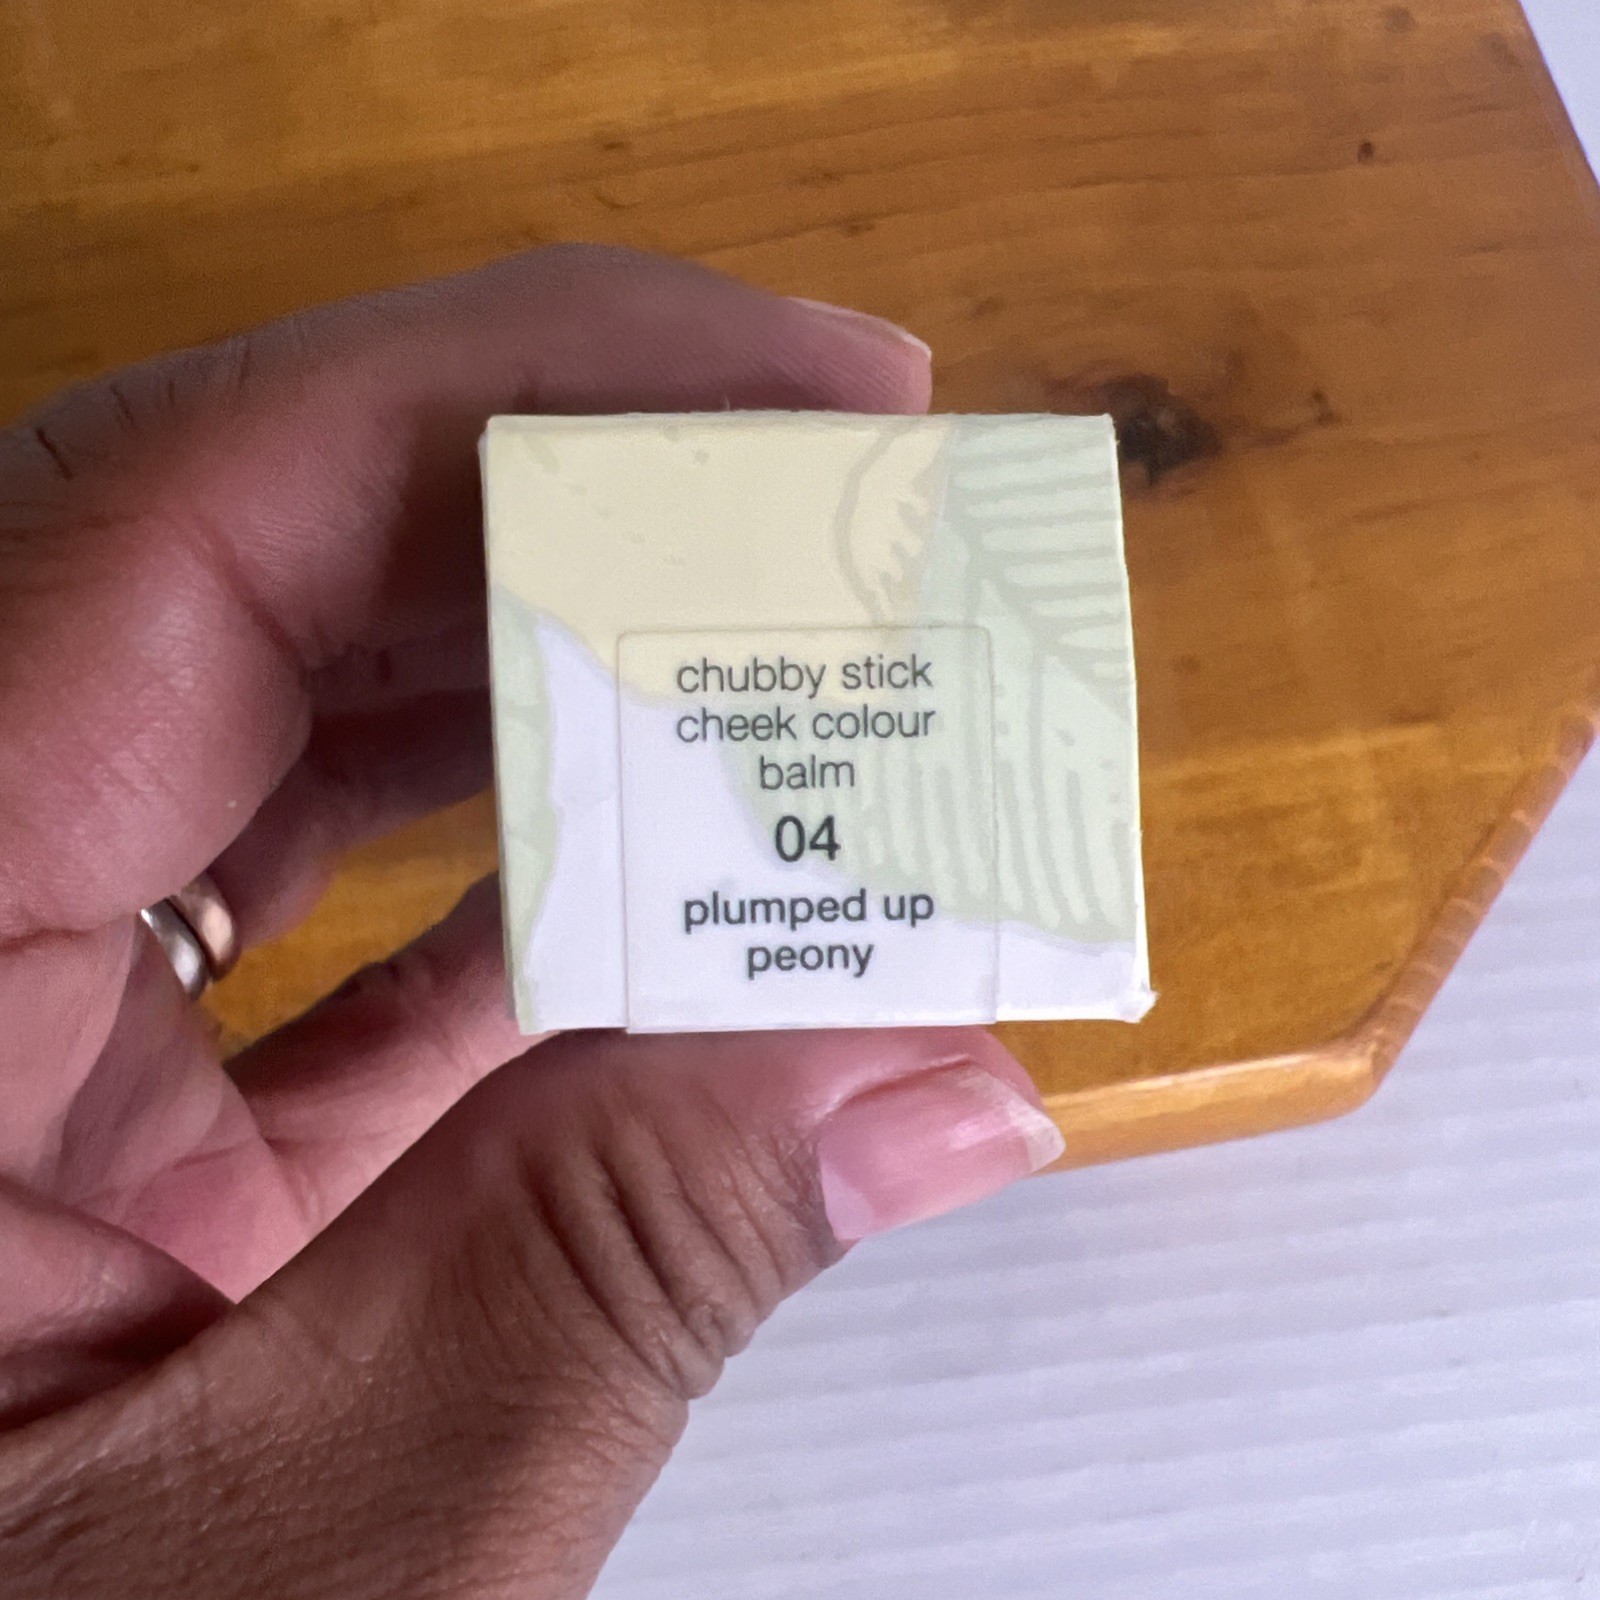 chubby stick
cheek colour
balm
04
plumped up
peony